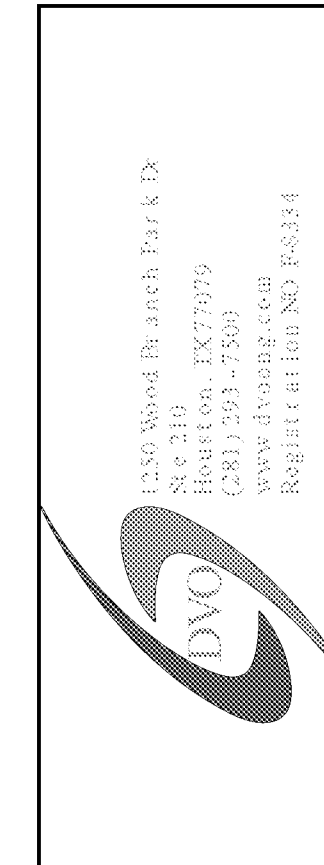 DVO
1250 Wood Branch Park Dr
Ste 210
Houston, TX 77079
(281) 293-7500
www.dvoeng.com
Registration NO F-6334